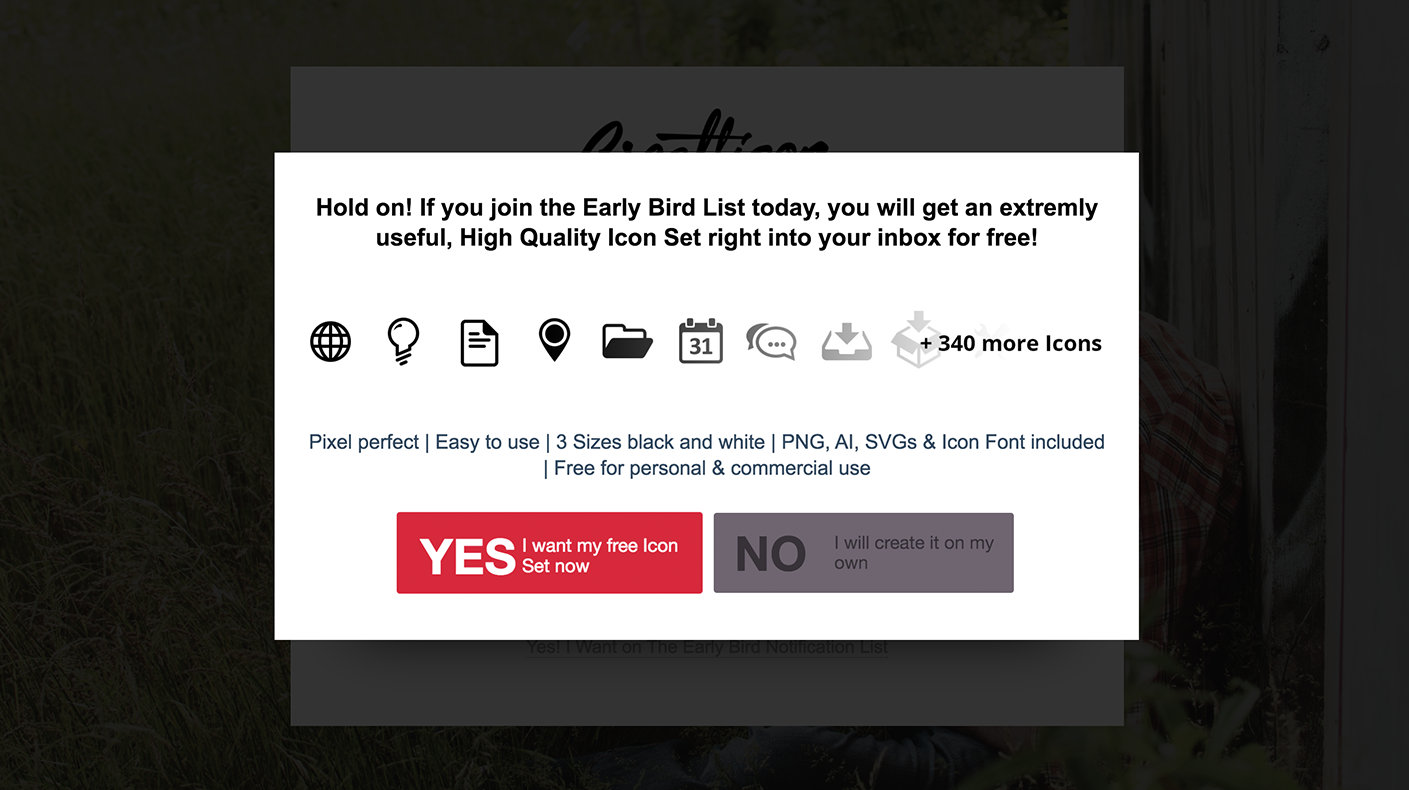 Hold on! If you join the Early Bird List today, you will get an extremly
useful, High Quality Icon Set right into your inbox for free!
31
+ 340 more Icons
Pixel perfect | Easy to use | 3 Sizes black and white | PNG, AI, SVGs & Icon Font included
| Free for personal & commercial use
YES I want my free Icon
Set now
NO I will create it on my
own
Yes! I Want on The Early Bird Notification List